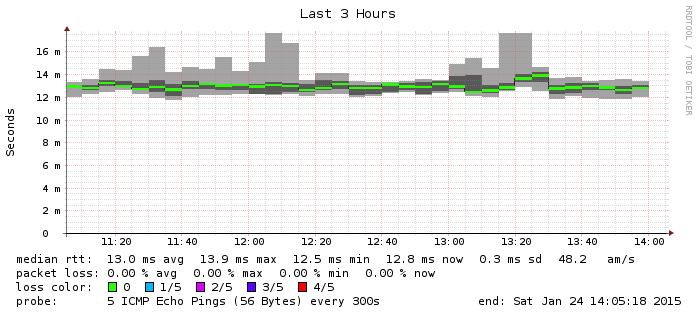 Last 3 Hours
RRDTOOL / TOBI OETIKER
Seconds
16 m
14 m
12 m
10 m
8 m
6 m
4 m
2 m
0
11:20 11:40 12:00 12:20 12:40 13:00 13:20 13:40 14:00
median rtt: 13.0 ms avg 13.9 ms max 12.5 ms min 12.8 ms now 0.3 ms sd 48.2 am/s
packet loss: 0.00 % avg 0.00 % max 0.00 % min 0.00 % now
loss color: 0 1/5 2/5 3/5 4/5
probe: 5 ICMP Echo Pings (56 Bytes) every 300s end: Sat Jan 24 14:05:18 2015